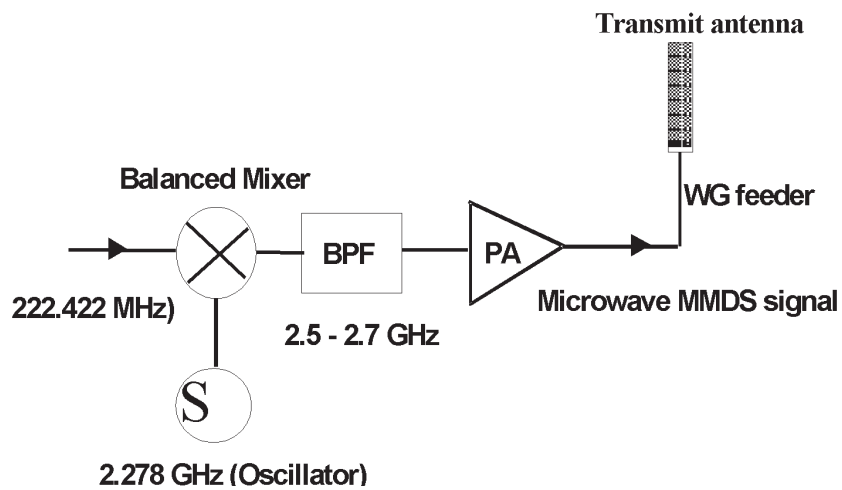 Transmit antenna
Balanced Mixer
WG feeder
BPF
PA
222.422 MHz)
Microwave MMDS signal
2.5 - 2.7 GHz
S
2.278 GHz (Oscillator)